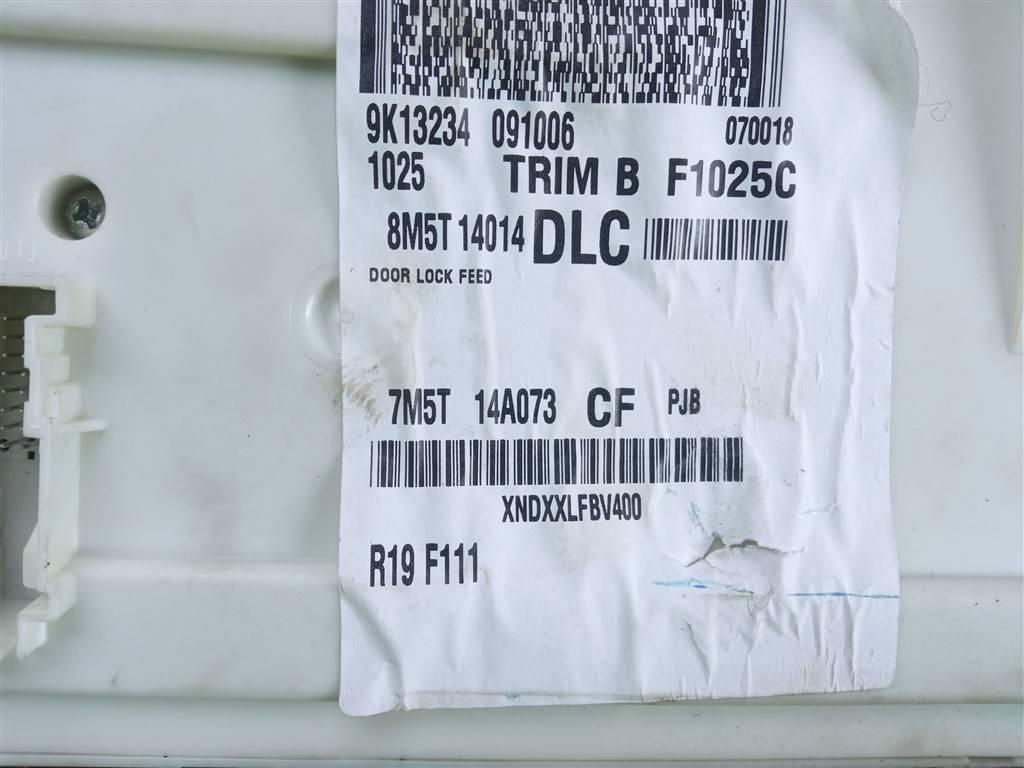 9K13234 091006 070018
1025 TRIM B F1025C
8M5T 14014 DLC
DOOR LOCK FEED
7M5T 14A073 CF PJB
XNDXXLFBV400
R19 F111